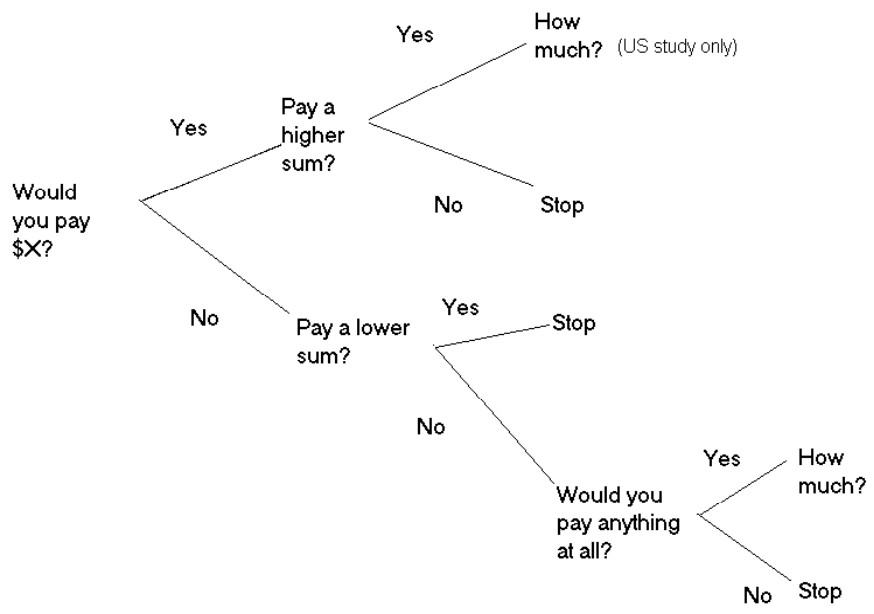 Would
you pay
$X?
Yes
No
Pay a
higher
sum?
Yes
No
How
much? (US study only)
Stop
Pay a lower
sum?
Yes
No
Stop
Would you
pay anything
at all?
Yes
No
How
much?
Stop